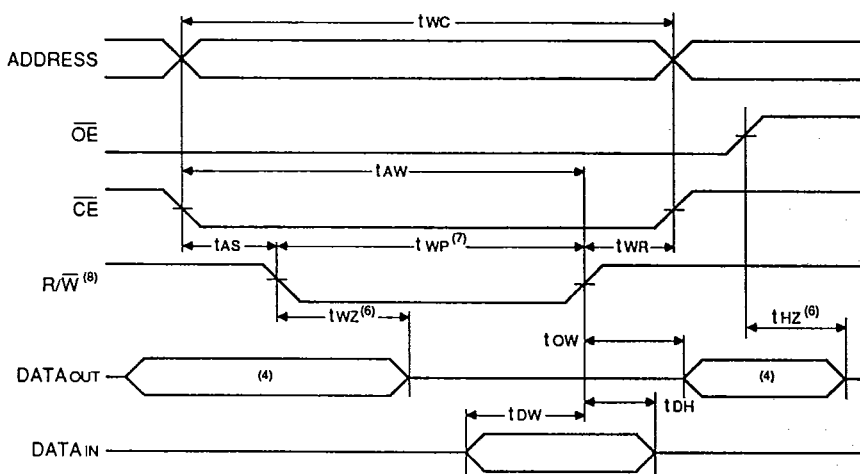 tWC
ADDRESS
OE
tAW
CE
tAS
tWP(7)
tWR
R/W(8)
tWZ(6)
tHZ(6)
tOW
DATAOUT
(4)
(4)
tDW
tDH
DATAIN